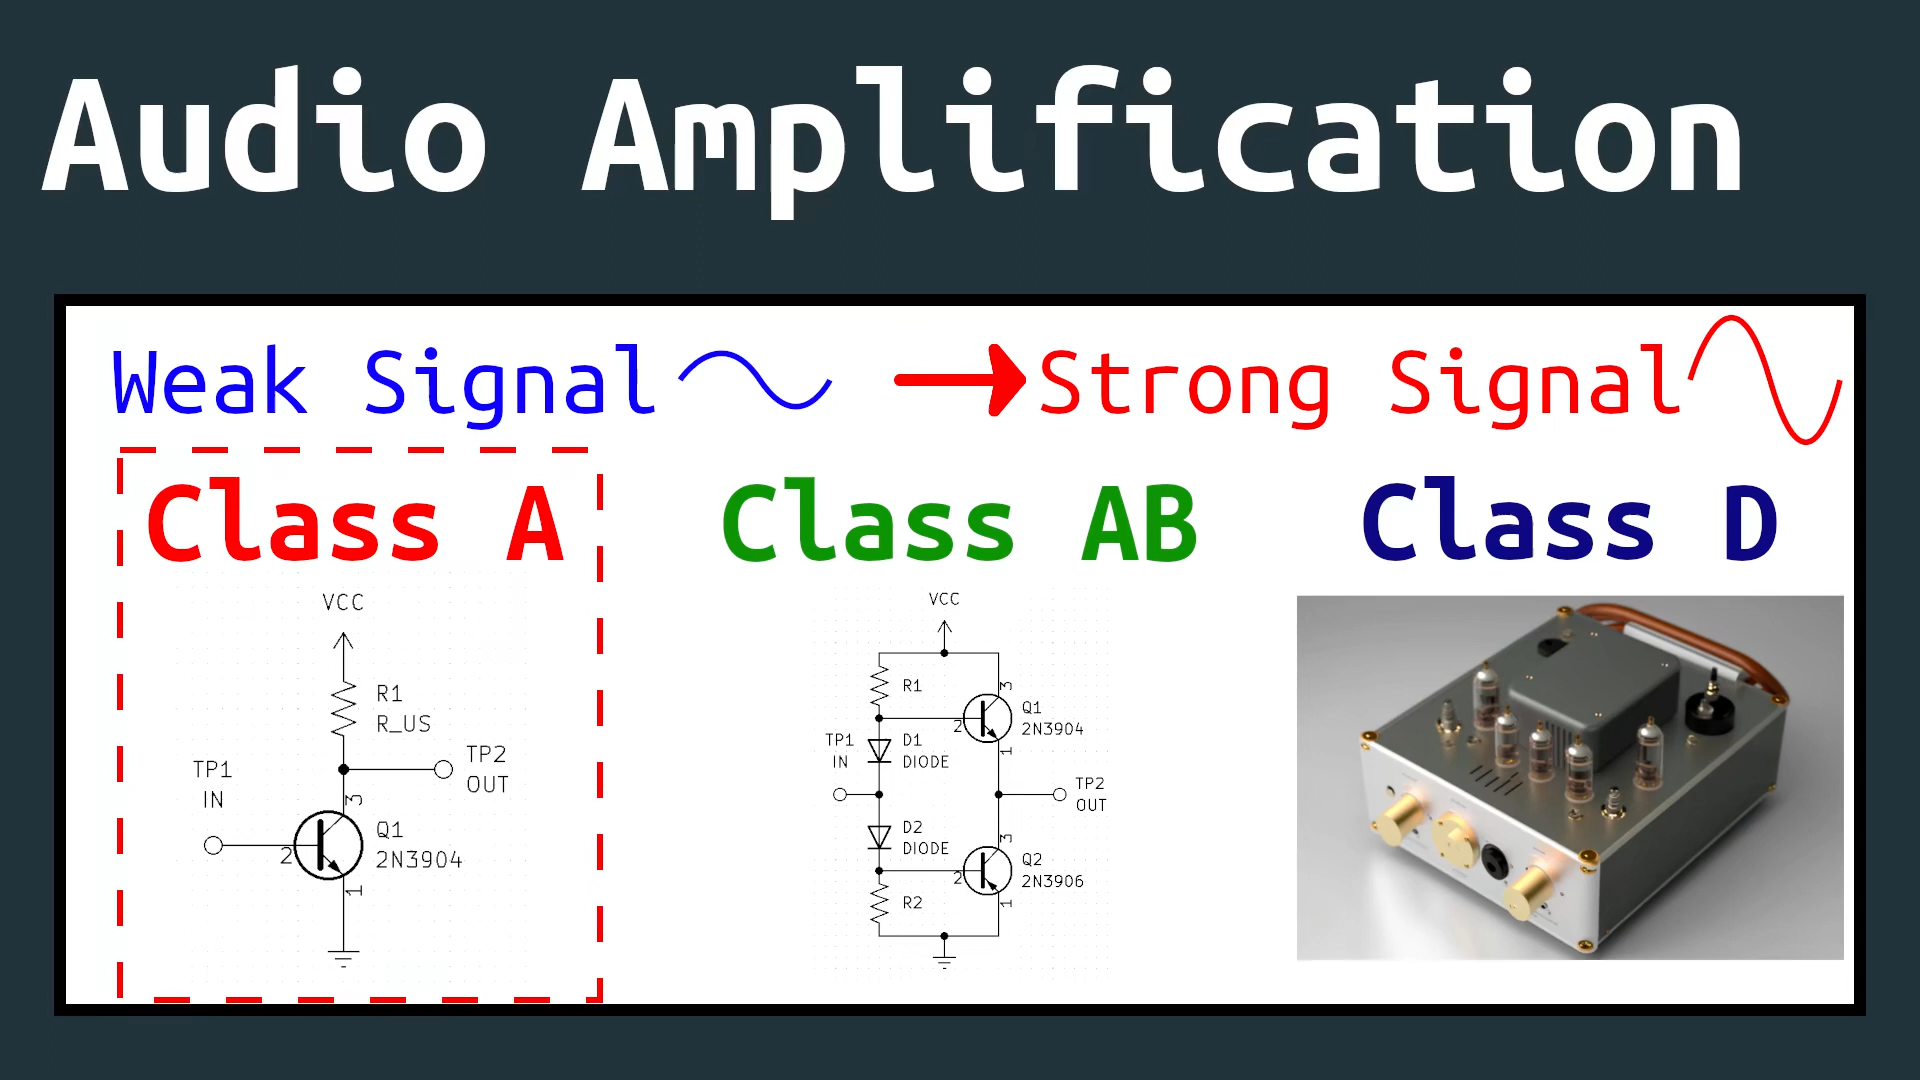 Audio Amplification
Weak Signal
Strong Signal
Class A
VCC
R1
R_US
TP1
IN
TP2
OUT
3
Q1
2N3904
2
1
Class AB
VCC
R1
3
Q1
2N3904
2
1
TP1
IN
D1
DIODE
TP2
OUT
D2
DIODE
3
Q2
2N3906
2
1
R2
Class D